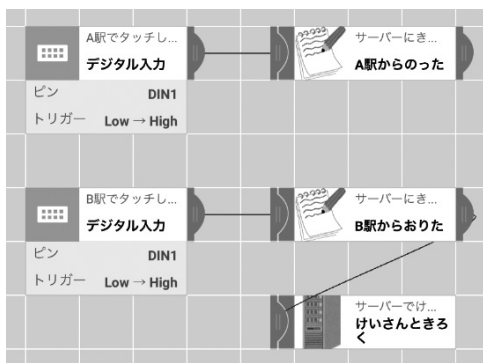 A駅でタッチし...
デジタル入力
ピン DIN1
トリガー Low → High
サーバーにき...
A駅からのった
B駅でタッチし...
デジタル入力
ピン DIN1
トリガー Low → High
サーバーにき...
B駅からおりた
サーバーでけ...
けいさんときろ
く